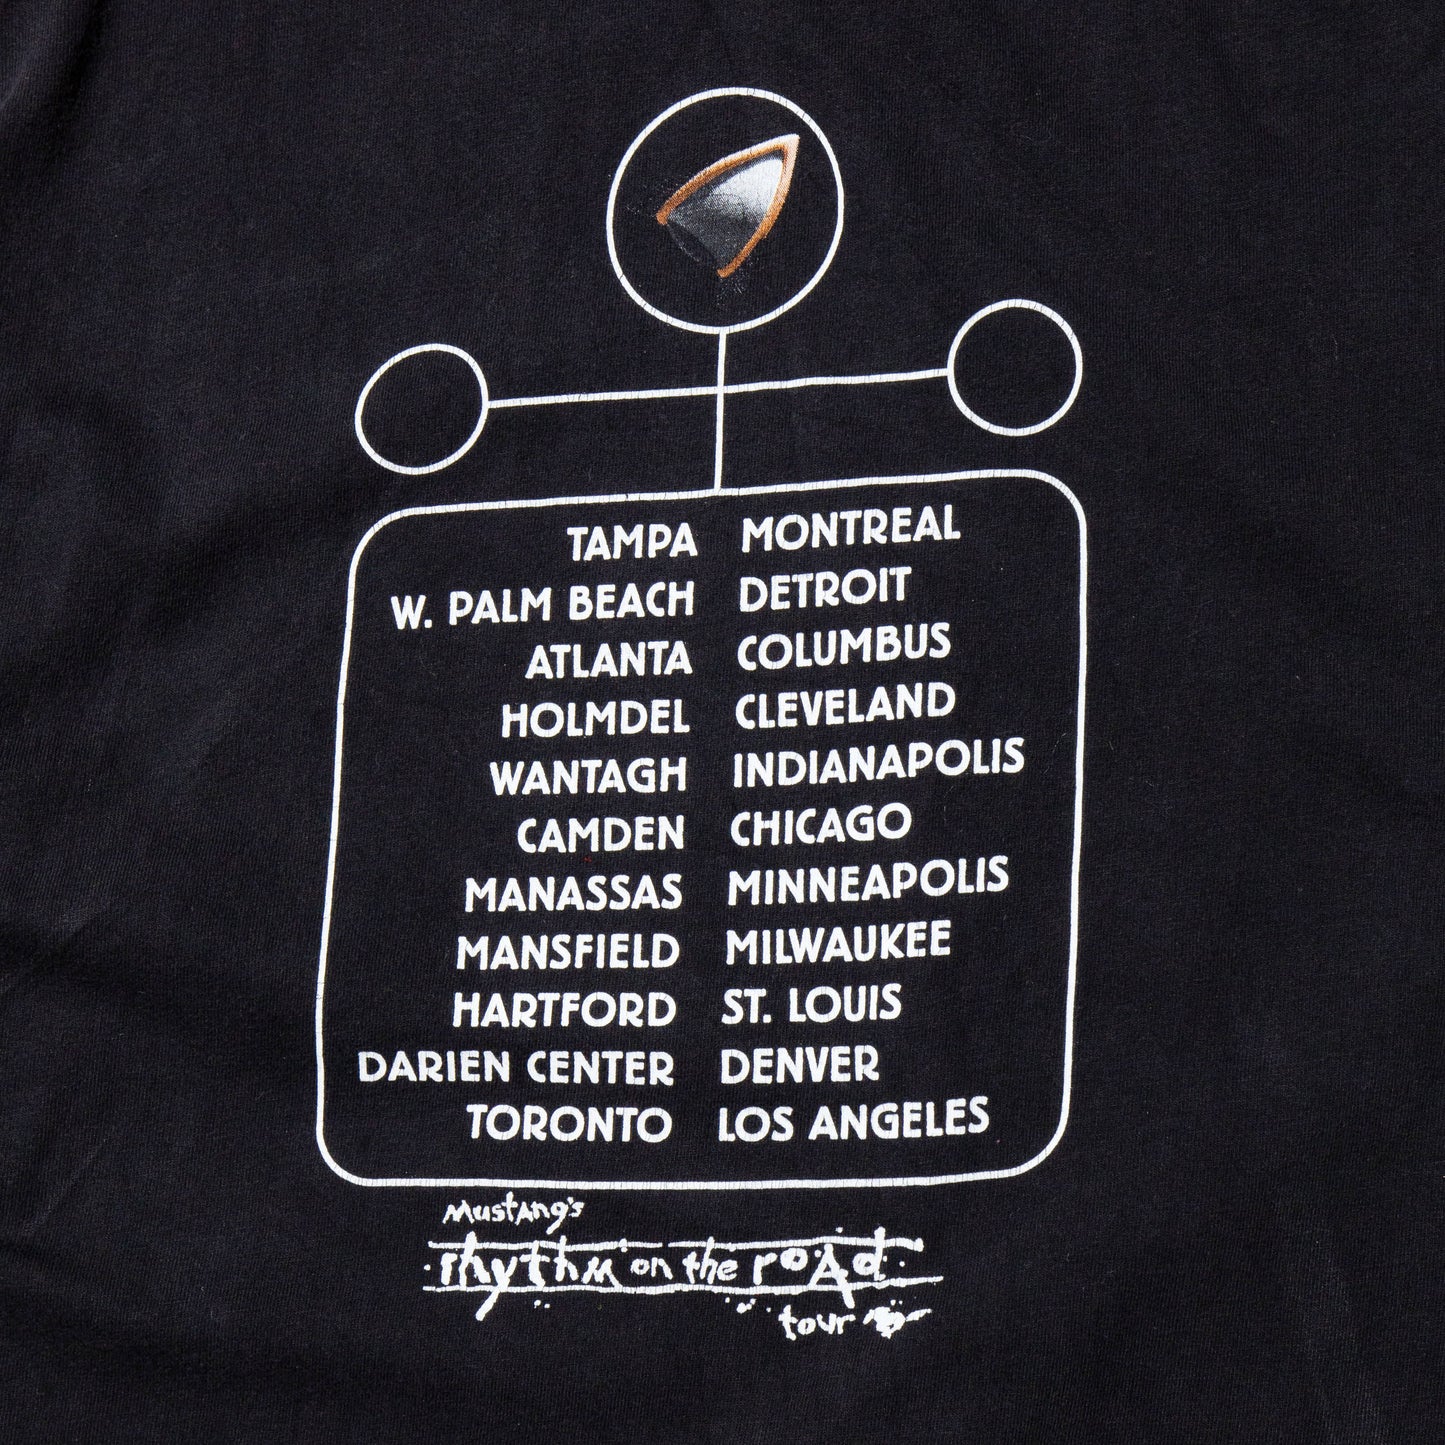 TAMPA MONTREAL
W. PALM BEACH DETROIT
ATLANTA COLUMBUS
HOLMDEL CLEVELAND
WANTAGH INDIANAPOLIS
CAMDEN CHICAGO
MANASSAS MINNEAPOLIS
MANSFIELD MILWAUKEE
HARTFORD ST. LOUIS
DARIEN CENTER DENVER
TORONTO LOS ANGELES
Mustang's
rhythm on the road
tour